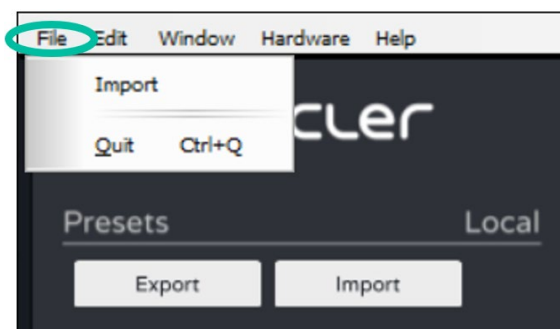 File Edit Window Hardware Help
Import
Quit Ctrl+Q
Presets Local
Export Import